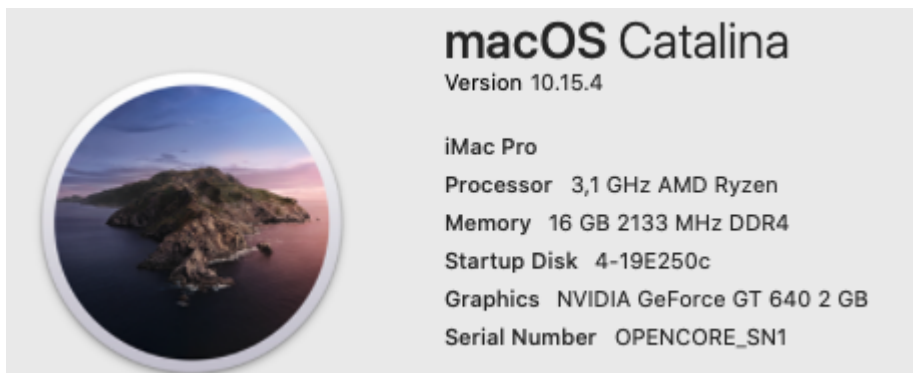 macOS Catalina
Version 10.15.4
iMac Pro
Processor 3,1 GHz AMD Ryzen
Memory 16 GB 2133 MHz DDR4
Startup Disk 4-19E250c
Graphics NVIDIA GeForce GT 640 2 GB
Serial Number OPENCORE_SN1